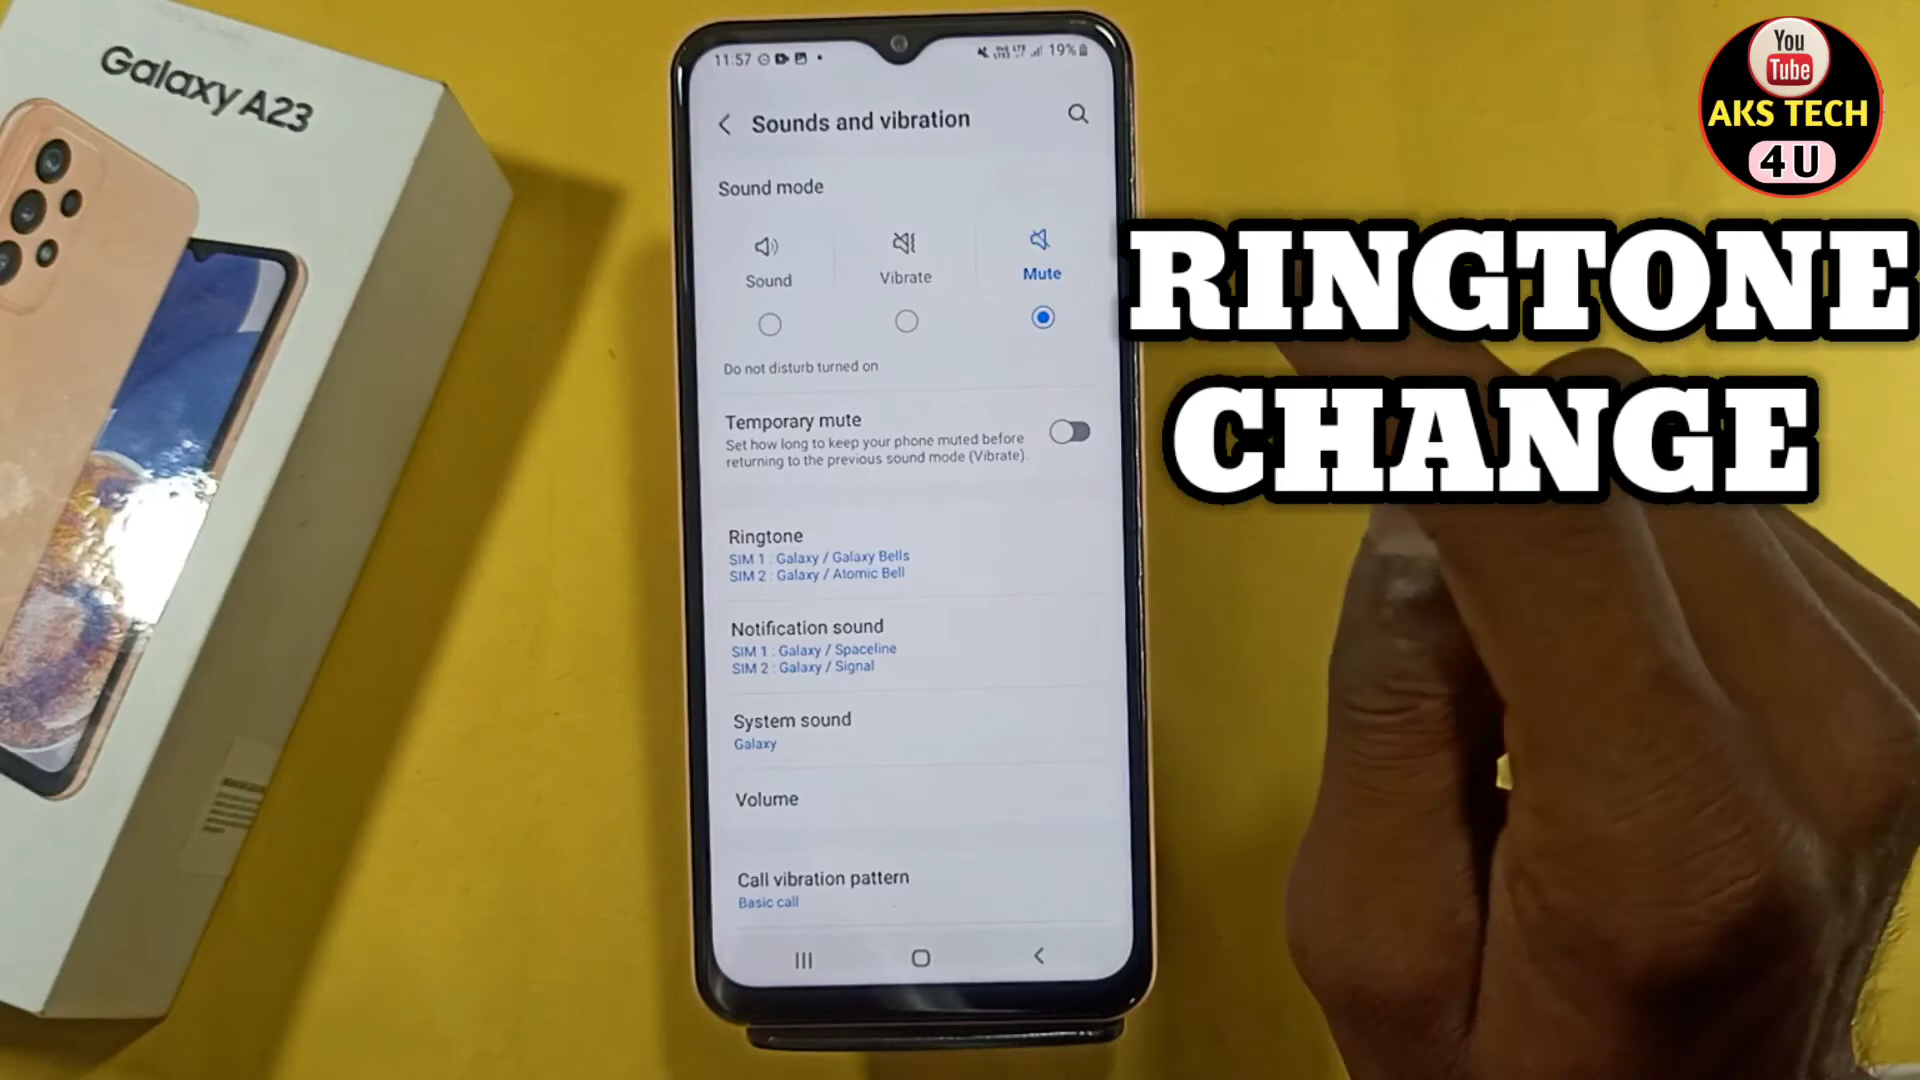 Galaxy A23
11:57
19%
Sounds and vibration
Sound mode
Sound
Vibrate
Mute
Do not disturb turned on
Temporary mute
Set how long to keep your phone muted before
returning to the previous sound mode (Vibrate).
Ringtone
SIM 1 : Galaxy / Galaxy Bells
SIM 2 : Galaxy / Atomic Bell
Notification sound
SIM 1 : Galaxy / Spaceline
SIM 2 : Galaxy / Signal
System sound
Galaxy
Volume
Call vibration pattern
Basic call
You
Tube
AKS TECH
4 U
RINGTONE
CHANGE